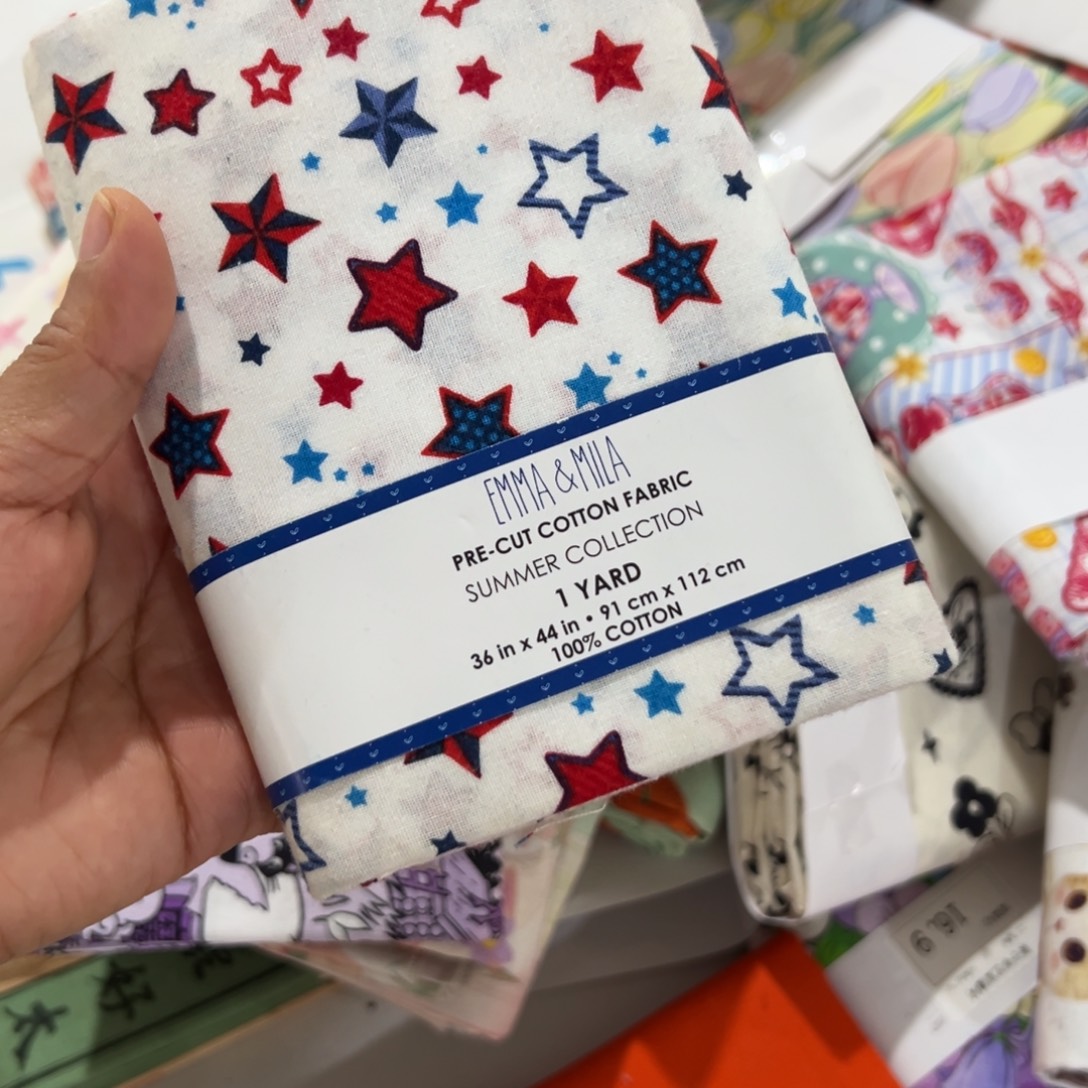 EMMA & MILA
PRE-CUT COTTON FABRIC
SUMMER COLLECTION
1 YARD
36 in x 44 in • 91 cm x 112 cm
100% COTTON
好